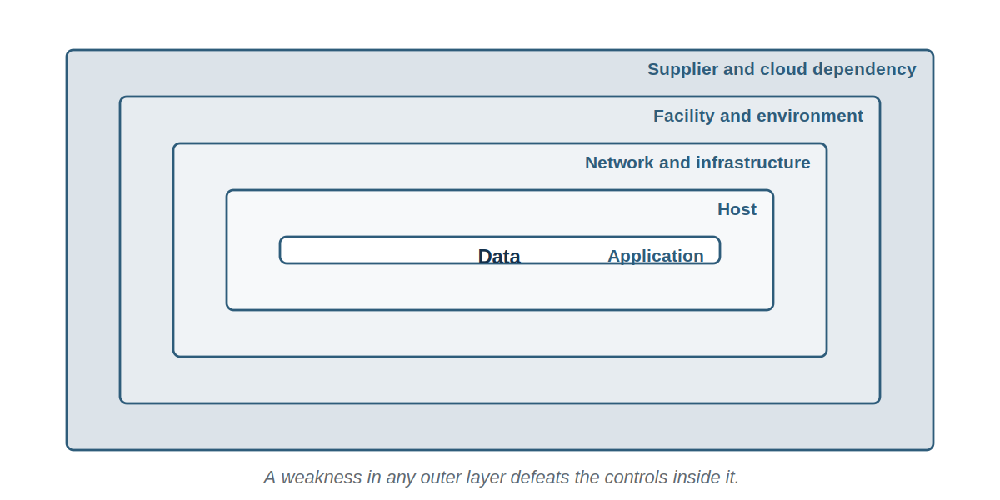 Supplier and cloud dependency
Facility and environment
Network and infrastructure
Host
Data
Application
A weakness in any outer layer defeats the controls inside it.